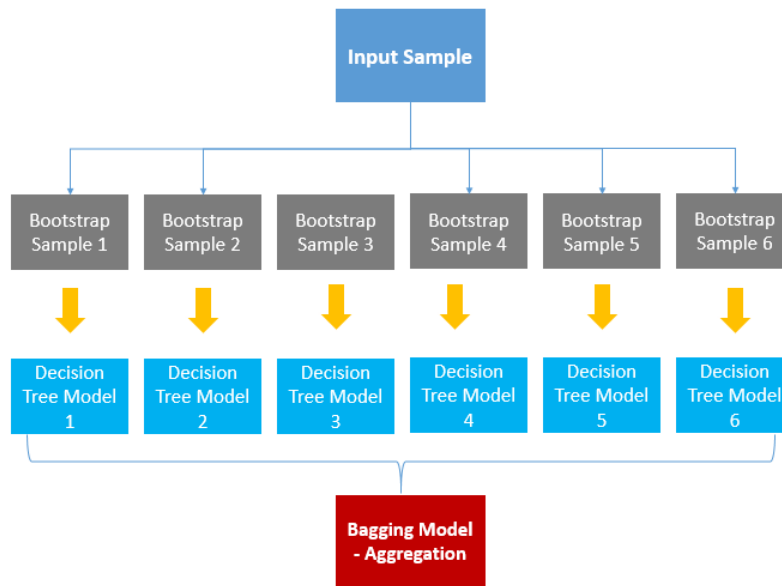 Input Sample
Bootstrap
Sample 1
Bootstrap
Sample 2
Bootstrap
Sample 3
Bootstrap
Sample 4
Bootstrap
Sample 5
Bootstrap
Sample 6
Decision
Tree Model
1
Decision
Tree Model
2
Decision
Tree Model
3
Decision
Tree Model
4
Decision
Tree Model
5
Decision
Tree Model
6
Bagging Model
- Aggregation